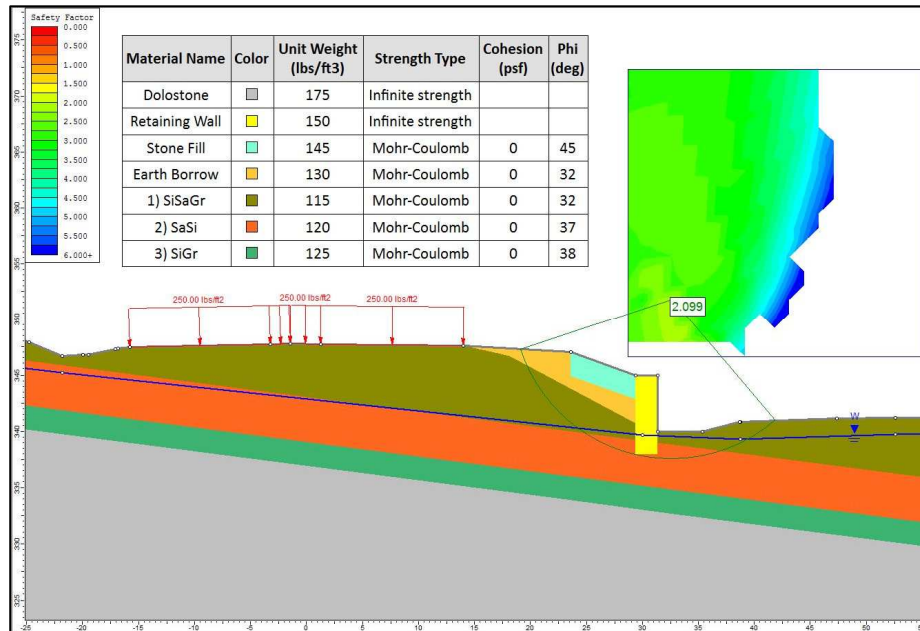 Safety Factor
0.000
0.500
1.000
1.500
2.000
2.500
3.000
3.500
4.000
4.500
5.000
5.500
6.000+
Material Name Color Unit Weight (lbs/ft3) Strength Type Cohesion (psf) Phi (deg)
Dolostone 175 Infinite strength
Retaining Wall 150 Infinite strength
Stone Fill 145 Mohr-Coulomb 0 45
Earth Borrow 130 Mohr-Coulomb 0 32
1) SiSaGr 115 Mohr-Coulomb 0 32
2) SaSi 120 Mohr-Coulomb 0 37
3) SiGr 125 Mohr-Coulomb 0 38
2.099
250.00 lbs/ft2 250.00 lbs/ft2 250.00 lbs/ft2
W
375
370
365
360
355
345
340
335
330
325
-25 -20 -15 -10 -5 0 5 10 15 20 25 30 35 40 45 50